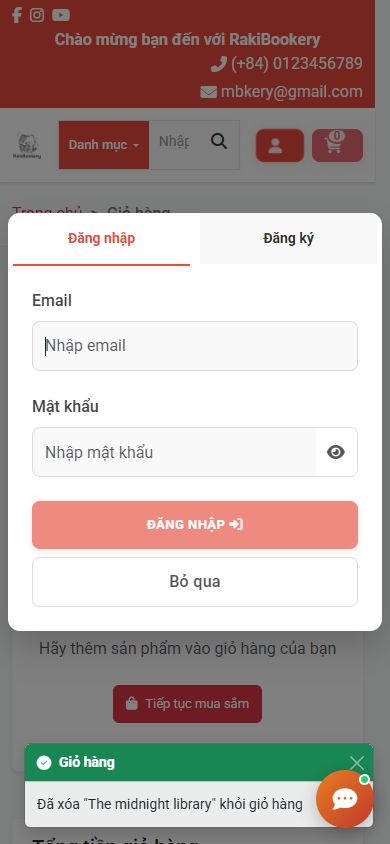 Chào mừng bạn đến với RakiBookery
(+84) 0123456789
mbkery@gmail.com
RakiBookery
Danh mục
Nhập
0
Trang chủ > Giỏ hàng
Đăng nhập
Đăng ký
Email
Nhập email
Mật khẩu
Nhập mật khẩu
ĐĂNG NHẬP
Bỏ qua
Hãy thêm sản phẩm vào giỏ hàng của bạn
Tiếp tục mua sắm
Giỏ hàng
Đã xóa "The midnight library" khỏi giỏ hàng
Tổng tiền giỏ hàng